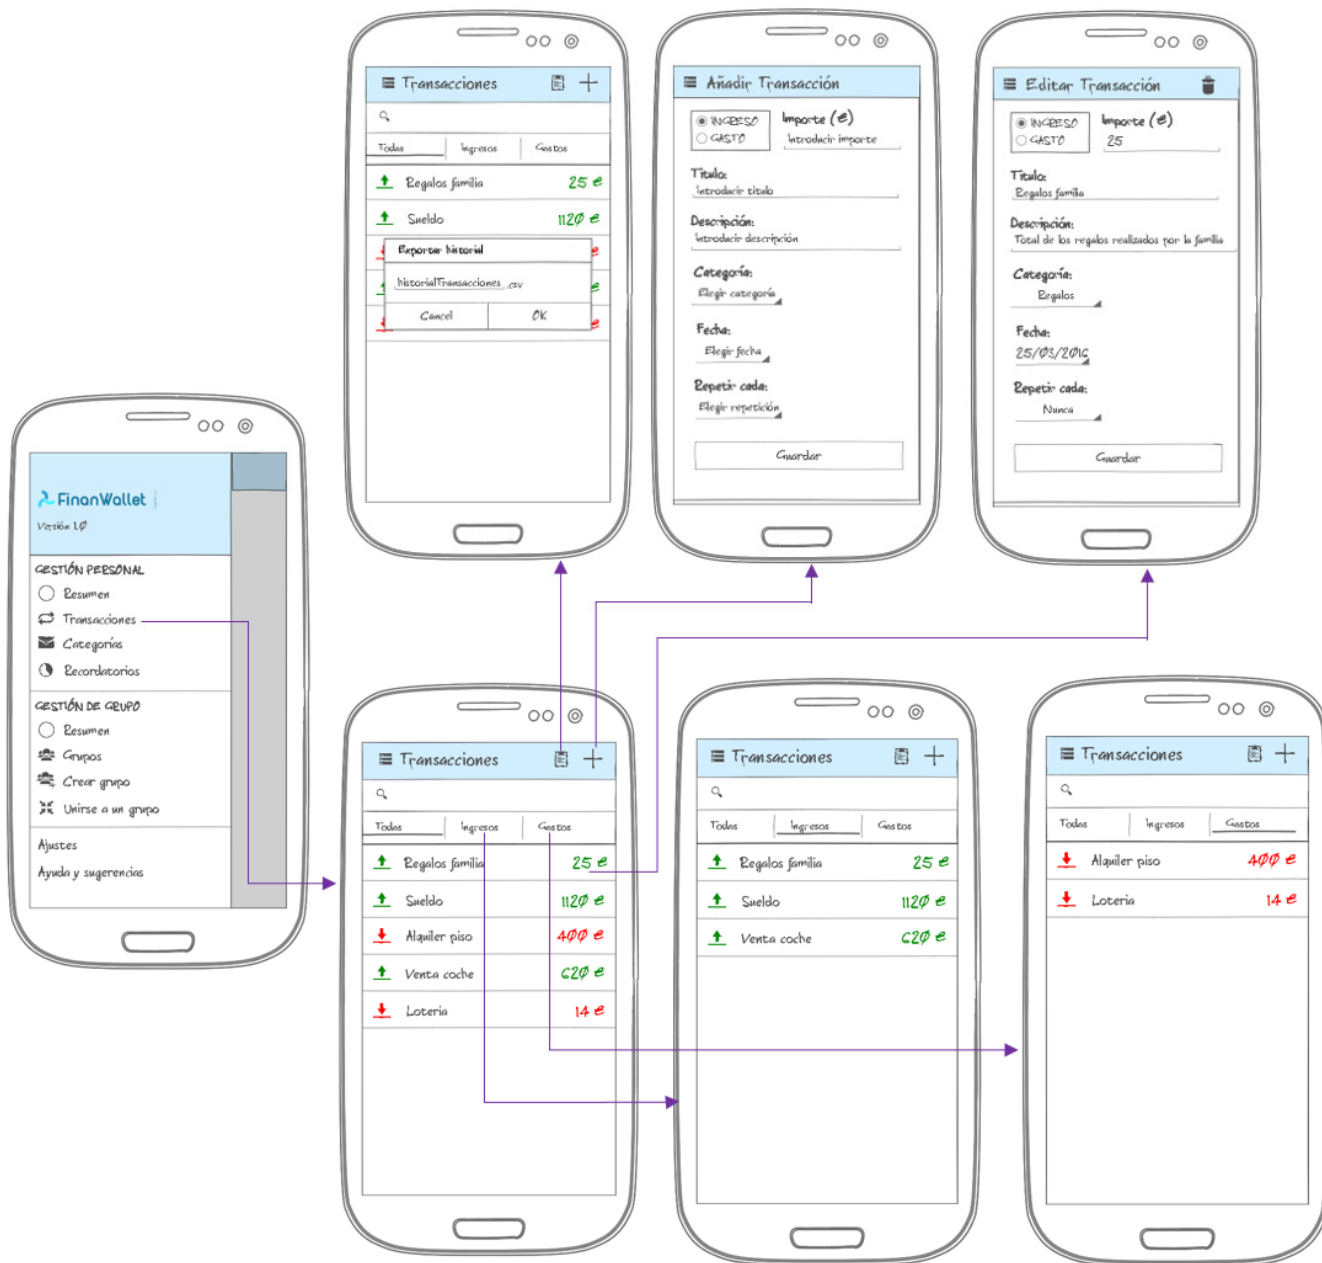 Transacciones
Todas Ingresos Gastos
Regalos familia 25 €
Sueldo 1120 €
Exportar historial
€
historialTransacciones .csv
€
Cancel OK
€
Añadir Transacción
INGRESO
GASTO
Importe (€)
Introducir importe
Titulo:
Introducir titulo
Descripción:
Introducir descripción
Categoría:
Elegir categoría
Fecha:
Elegir fecha
Repetir cada:
Elegir repetición
Guardar
Editar Transacción
INGRESO
GASTO
Importe (€)
25
Titulo:
Regalos familia
Descripción:
Total de los regalos realizados por la familia
Categoría:
Regalos
Fecha:
25/03/2016
Repetir cada:
Nunca
Guardar
FinanWallet
Versión 1.0
GESTIÓN PERSONAL
Resumen
Transacciones
Categorías
Recordatorios
GESTIÓN DE GRUPO
Resumen
Grupos
Crear grupo
Unirse a un grupo
Ajustes
Ayuda y sugerencias
Transacciones
Todas Ingresos Gastos
Regalos familia 25 €
Sueldo 1120 €
Alquiler piso 400 €
Venta coche 620 €
Loteria 14 €
Transacciones
Todas Ingresos Gastos
Regalos familia 25 €
Sueldo 1120 €
Venta coche 620 €
Transacciones
Todas Ingresos Gastos
Alquiler piso 400 €
Loteria 14 €